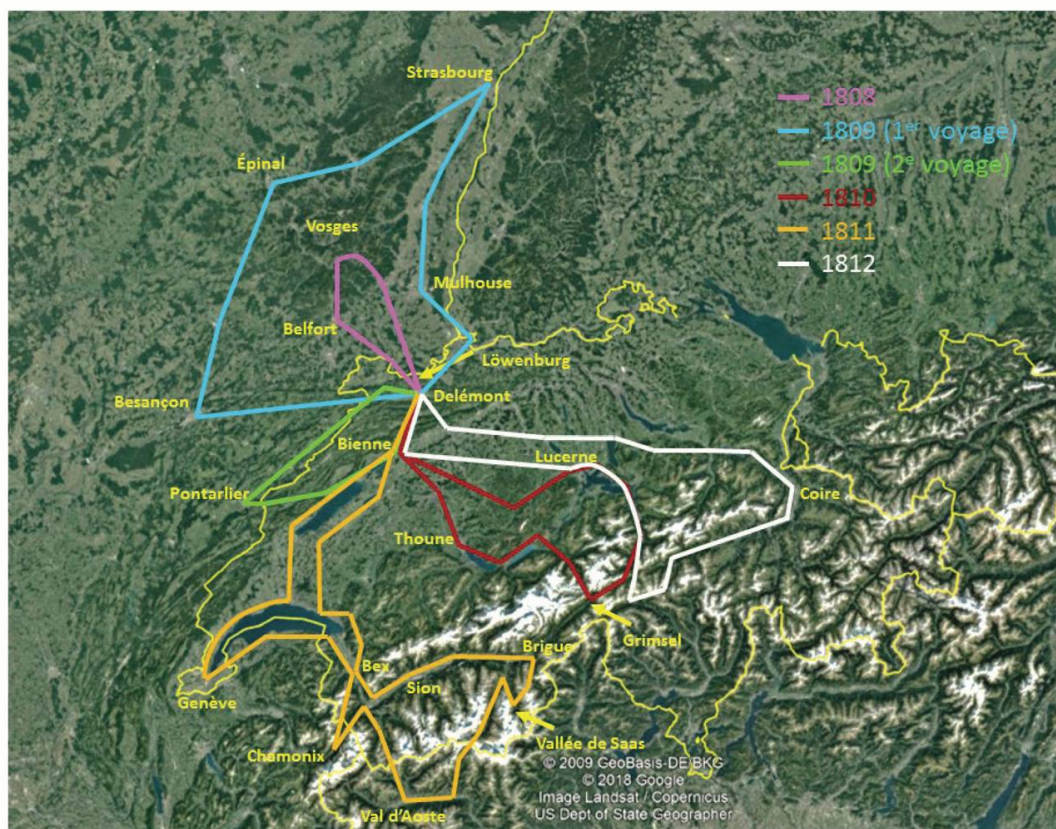 Strasbourg
1808
1809 (1er voyage)
1809 (2e voyage)
1810
1811
1812
Épinal
Vosges
Mulhouse
Belfort
Löwenburg
Besançon
Delémont
Bienne
Lucerne
Pontarlier
Coire
Thoune
Grimsel
Brigue
Bex
Sion
Genève
Vallée de Saas
Chamonix
Val d'Aoste
© 2009 GeoBasis-DE/BKG
© 2018 Google
Image Landsat / Copernicus
US Dept of State Geographer